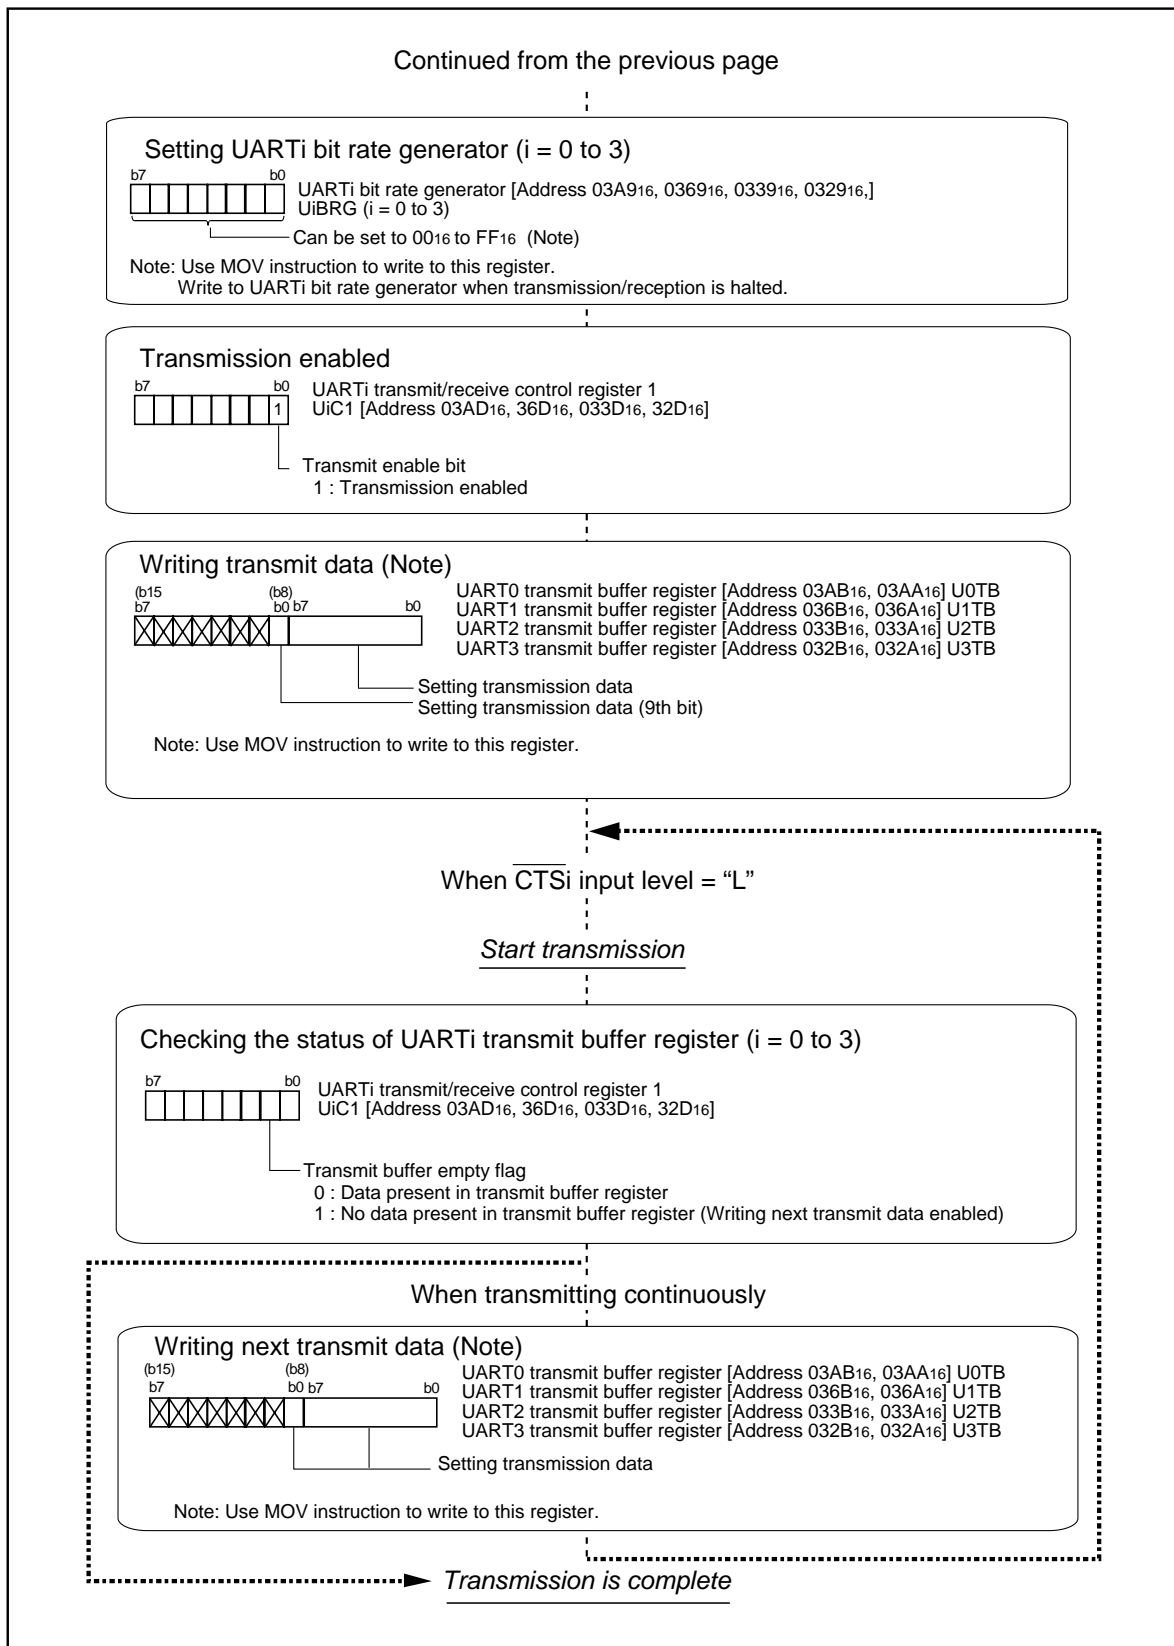 Continued from the previous page
Setting UARTi bit rate generator (i = 0 to 3)
b7 b0
UARTi bit rate generator [Address 03A916, 036916, 033916, 032916,]
UiBRG (i = 0 to 3)
Can be set to 0016 to FF16 (Note)
Note: Use MOV instruction to write to this register.
Write to UARTi bit rate generator when transmission/reception is halted.
Transmission enabled
b7 b0
UARTi transmit/receive control register 1
1
UiC1 [Address 03AD16, 36D16, 033D16, 32D16]
Transmit enable bit
1 : Transmission enabled
Writing transmit data (Note)
(b15 (b8)
b7 b0 b7 b0
UART0 transmit buffer register [Address 03AB16, 03AA16] U0TB
UART1 transmit buffer register [Address 036B16, 036A16] U1TB
UART2 transmit buffer register [Address 033B16, 033A16] U2TB
UART3 transmit buffer register [Address 032B16, 032A16] U3TB
Setting transmission data
Setting transmission data (9th bit)
Note: Use MOV instruction to write to this register.
When CTSi input level = “L”
Start transmission
Checking the status of UARTi transmit buffer register (i = 0 to 3)
b7 b0
UARTi transmit/receive control register 1
UiC1 [Address 03AD16, 36D16, 033D16, 32D16]
Transmit buffer empty flag
0 : Data present in transmit buffer register
1 : No data present in transmit buffer register (Writing next transmit data enabled)
When transmitting continuously
Writing next transmit data (Note)
(b15) (b8)
b7 b0 b7 b0
UART0 transmit buffer register [Address 03AB16, 03AA16] U0TB
UART1 transmit buffer register [Address 036B16, 036A16] U1TB
UART2 transmit buffer register [Address 033B16, 033A16] U2TB
UART3 transmit buffer register [Address 032B16, 032A16] U3TB
Setting transmission data
Note: Use MOV instruction to write to this register.
Transmission is complete